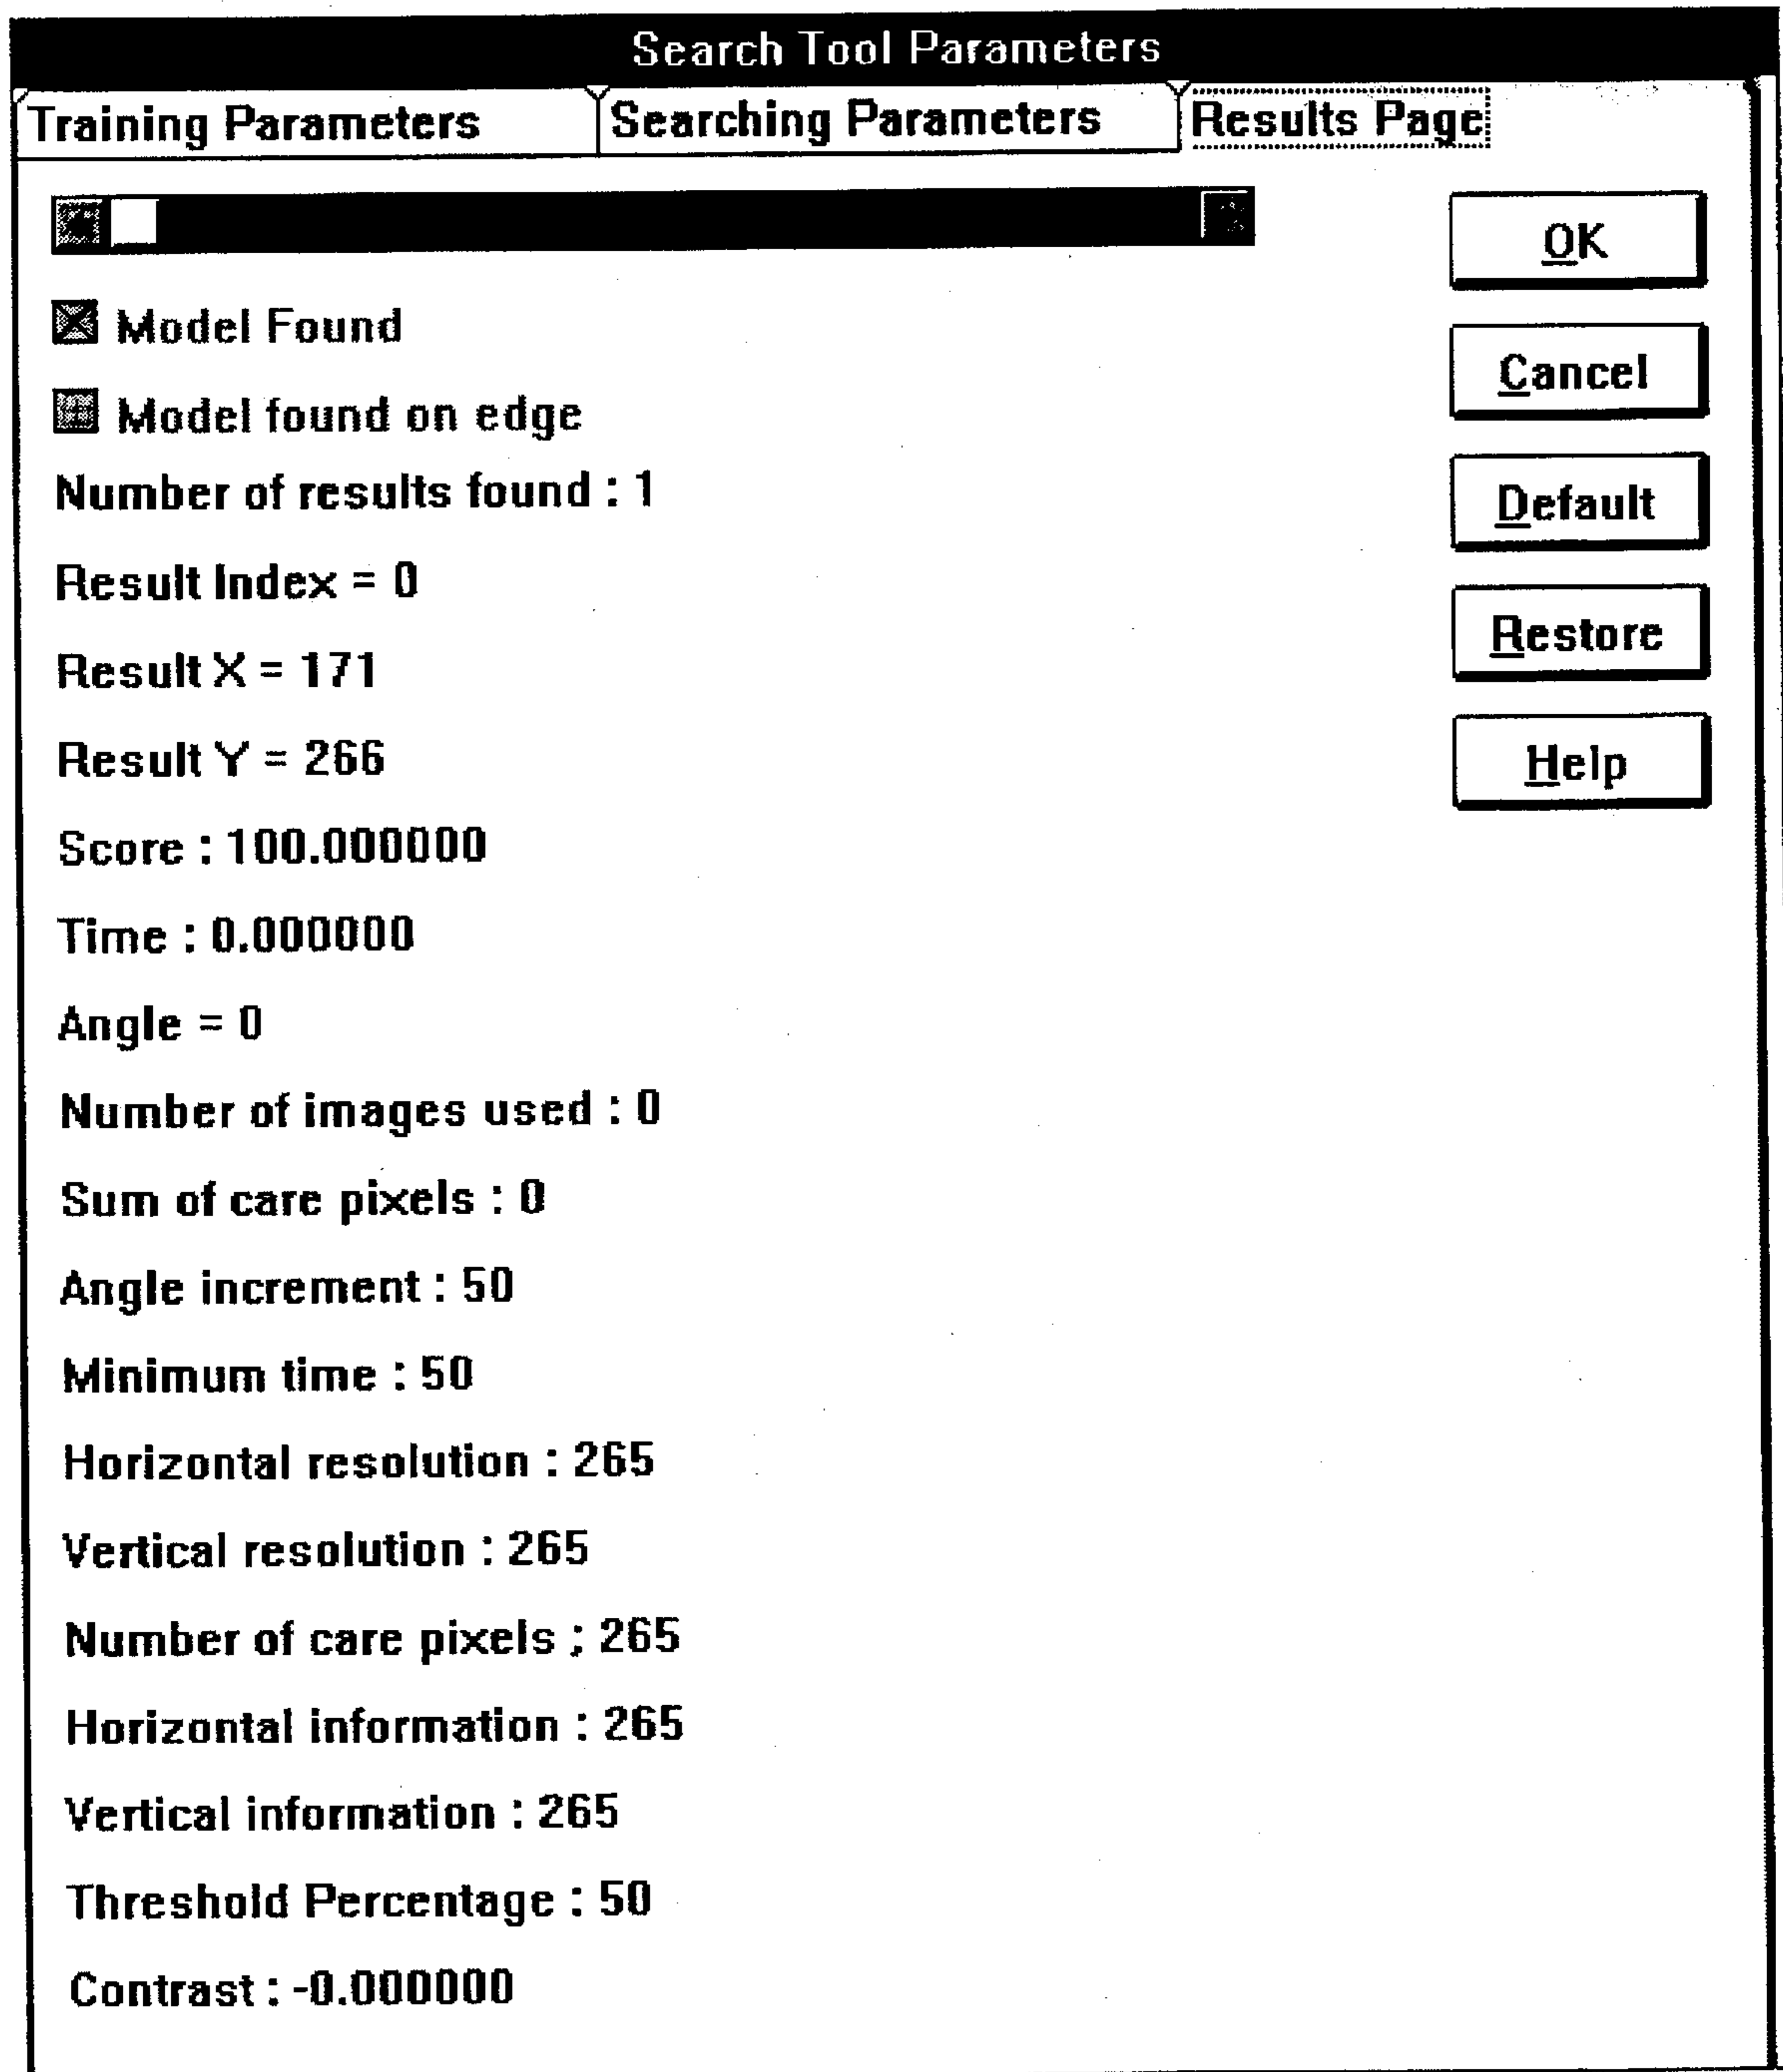 Search Tool Parameters
Training Parameters
Searching Parameters
Results Page
OK
Model Found
Cancel
Model found on edge
Number of results found : 1
Default
Result Index = 0
Restore
Result X = 171
Result Y = 266
Help
Score : 100.000000
Time : 0.000000
Angle = 0
Number of images used : 0
Sum of care pixels : 0
Angle increment : 50
Minimum time : 50
Horizontal resolution : 265
Vertical resolution : 265
Number of care pixels ; 265
Horizontal information : 265
Vertical information : 265
Threshold Percentage : 50
Contrast : -0.000000